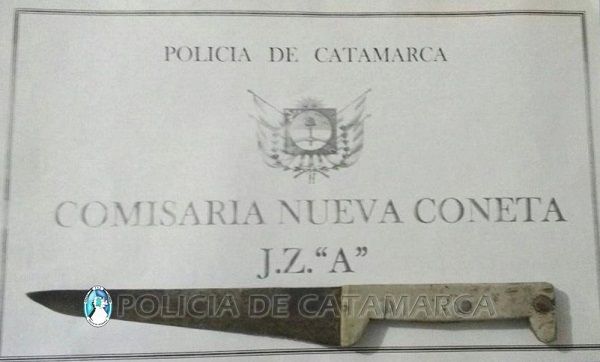 POLICIA DE CATAMARCA
COMISARIA NUEVA CONETA
J.Z."A"
POLICIA DE CATAMARCA